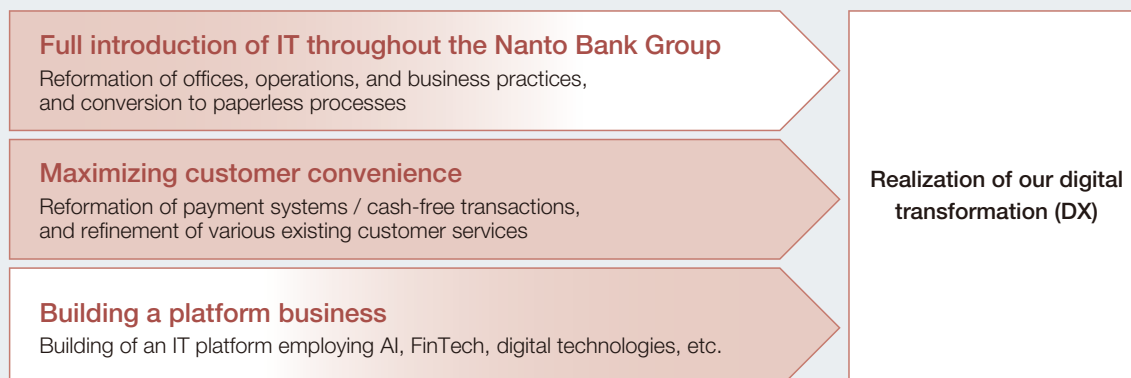 Full introduction of IT throughout the Nanto Bank Group
Reformation of offices, operations, and business practices,
and conversion to paperless processes
Maximizing customer convenience
Reformation of payment systems / cash-free transactions,
and refinement of various existing customer services
Building a platform business
Building of an IT platform employing AI, FinTech, digital technologies, etc.
Realization of our digital
transformation (DX)